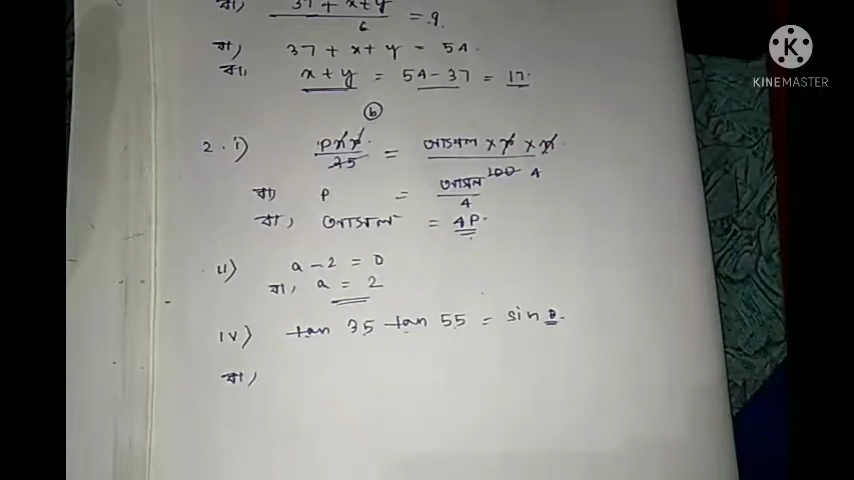 বা, 37 + x + y / 6 = 9.
বা, 37 + x + y = 54.
বা, x + y = 54 - 37 = 17.
(b)
2. i) P×x×x / 25 = আসল × x × x / 100 4
বা, P = আসল / 4
বা, আসল = 4P.
ii) a - 2 = 0
বা, a = 2
iv) tan 35 tan 55 = sin θ.
বা,
K
KINEMASTER